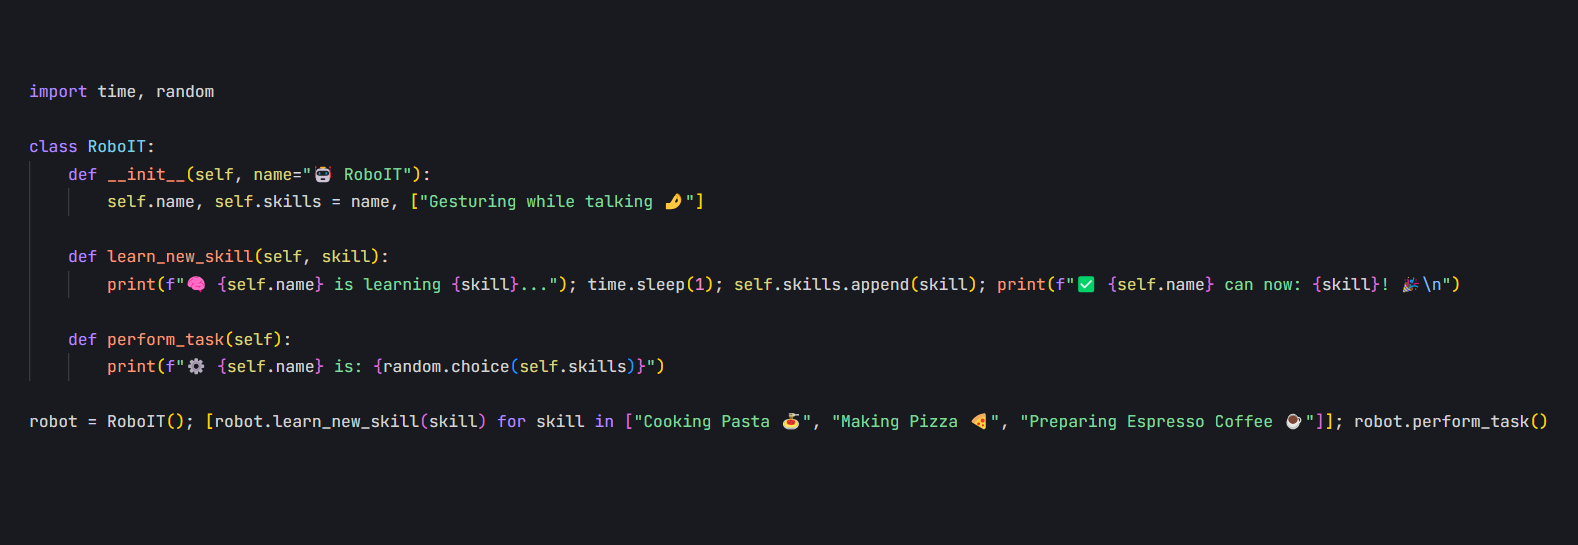 import time, random
class RoboIT:
    def __init__(self, name="🤖 RoboIT"):
        self.name, self.skills = name, ["Gesturing while talking 🤌"]
    def learn_new_skill(self, skill):
        print(f"🧠 {self.name} is learning {skill}..."); time.sleep(1); self.skills.append(skill); print(f"✅ {self.name} can now: {skill}! 🎉\n")
    def perform_task(self):
        print(f"⚙️ {self.name} is: {random.choice(self.skills)}")
robot = RoboIT(); [robot.learn_new_skill(skill) for skill in ["Cooking Pasta 🍝", "Making Pizza 🍕", "Preparing Espresso Coffee ☕"]]; robot.perform_task()